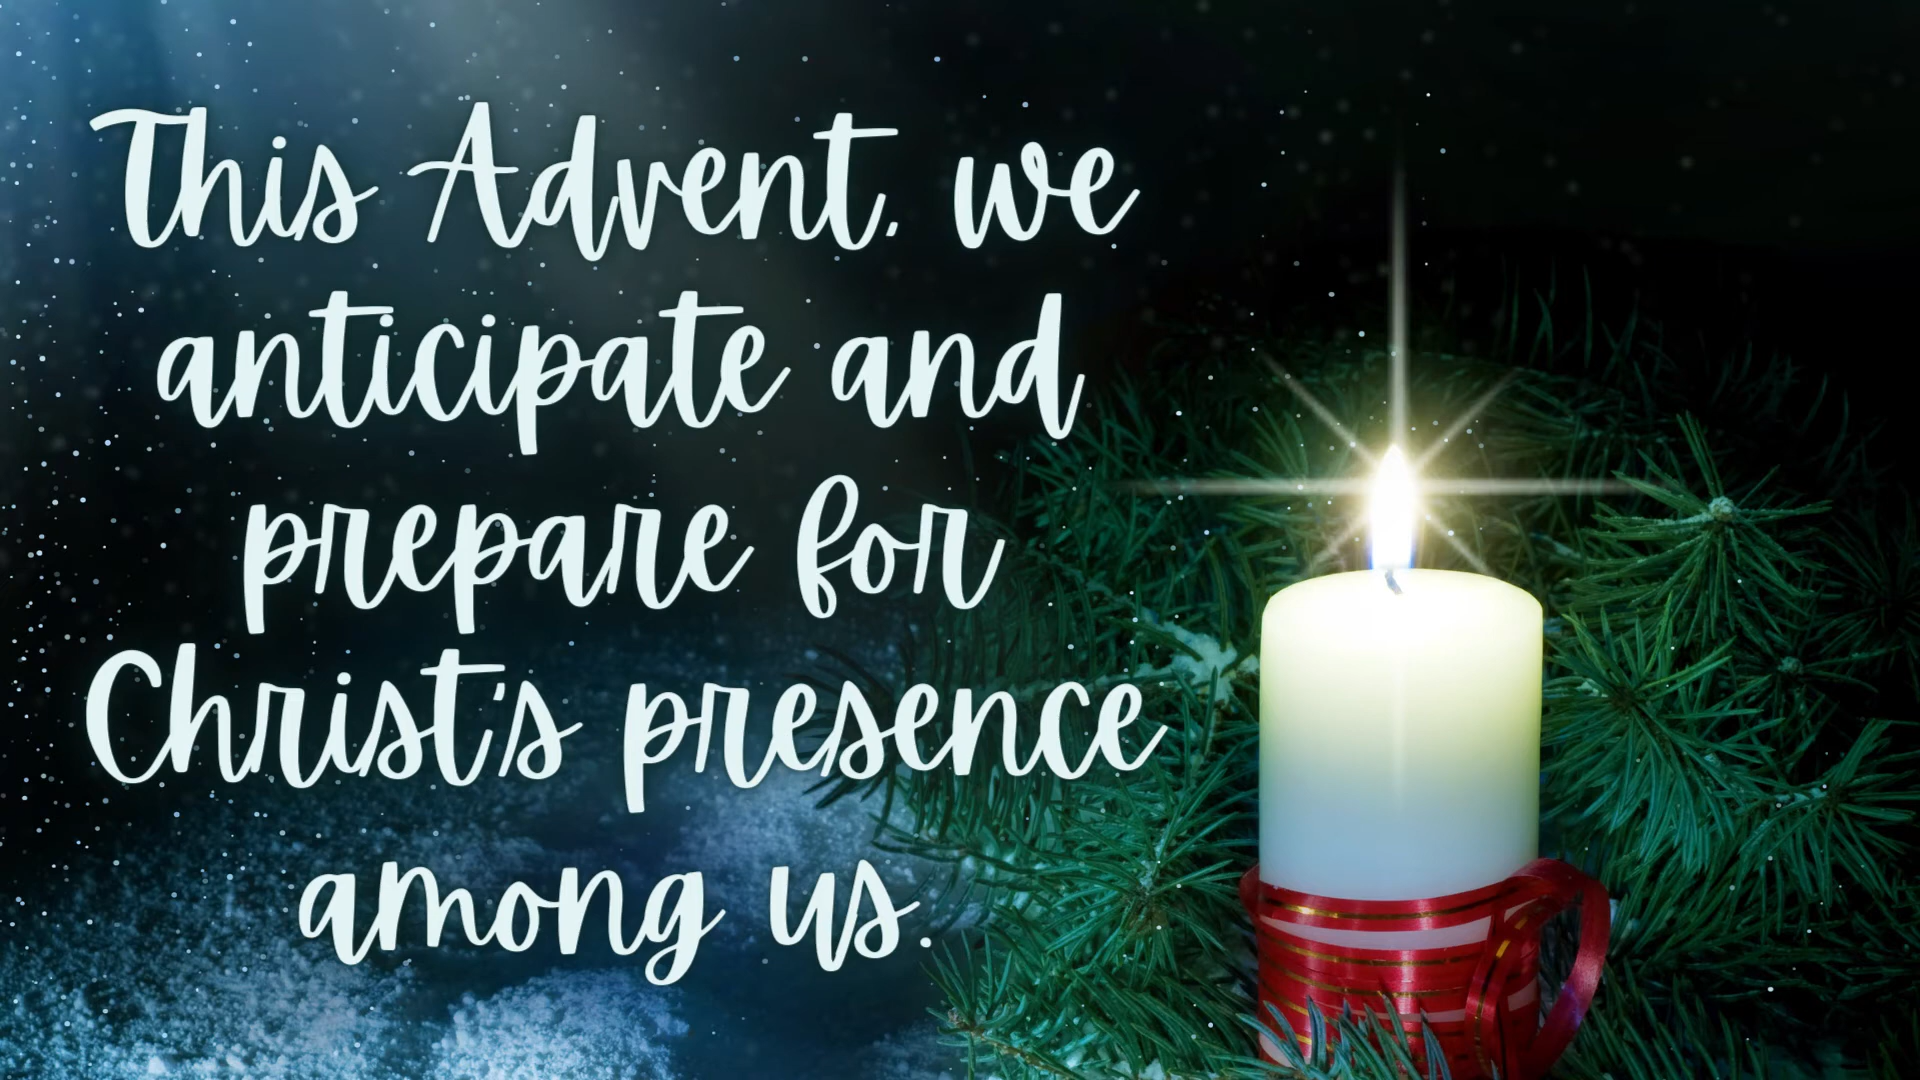 This Advent, we
anticipate and
prepare for
Christ's presence
among us.